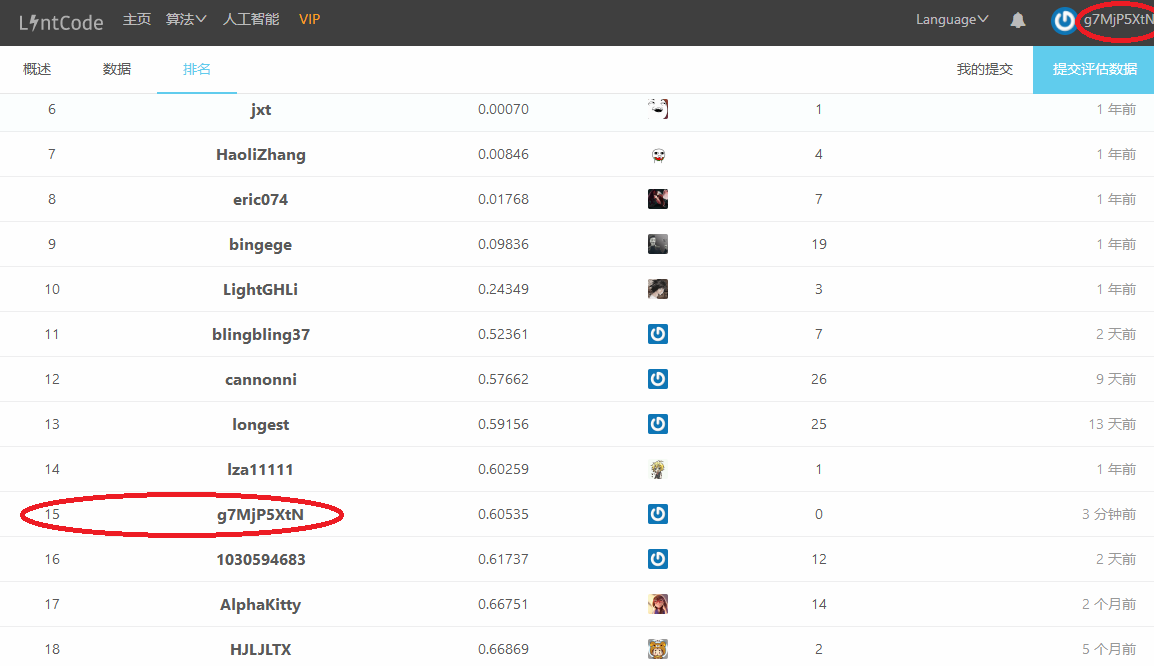 LintCode 主页 算法 人工智能 VIP Language g7MjP5XtN
概述 数据 排名 我的提交 提交评估数据
6 jxt 0.00070 1 1 年前
7 HaoliZhang 0.00846 4 1 年前
8 eric074 0.01768 7 1 年前
9 bingege 0.09836 19 1 年前
10 LightGHLi 0.24349 3 1 年前
11 blingbling37 0.52361 7 2 天前
12 cannonni 0.57662 26 9 天前
13 longest 0.59156 25 13 天前
14 lza11111 0.60259 1 1 年前
15 g7MjP5XtN 0.60535 0 3 分钟前
16 1030594683 0.61737 12 2 天前
17 AlphaKitty 0.66751 14 2 个月前
18 HJLJLTX 0.66869 2 5 个月前